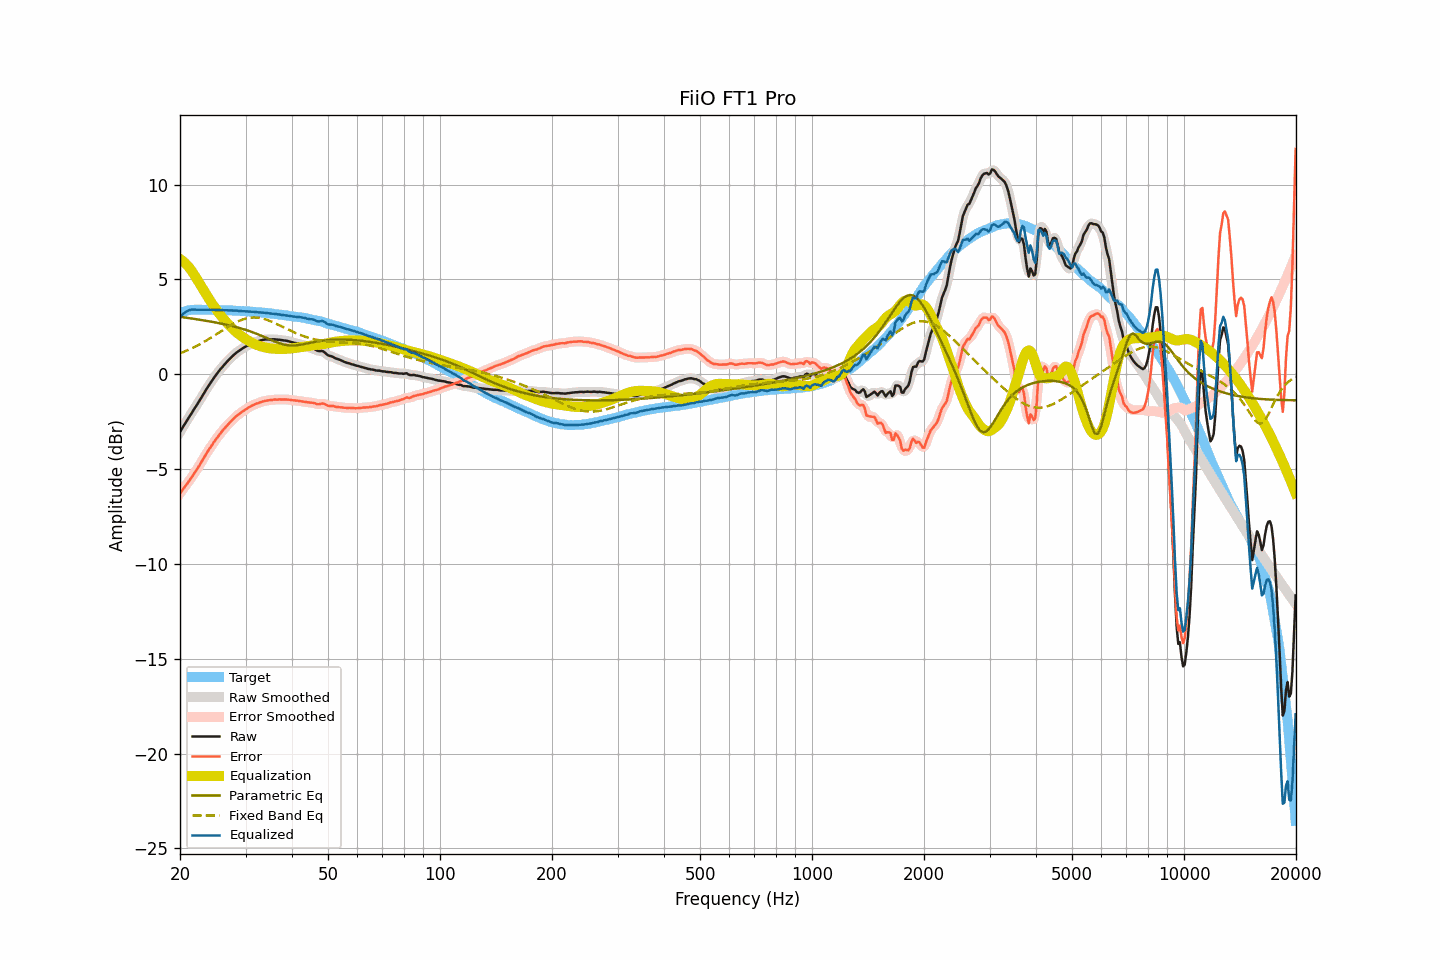 FiiO FT1 Pro
Amplitude (dBr)
10
5
0
−5
−10
−15
−20
−25
Target
Raw Smoothed
Error Smoothed
Raw
Error
Equalization
Parametric Eq
Fixed Band Eq
Equalized
20 50 100 200 500 1000 2000 5000 10000 20000
Frequency (Hz)